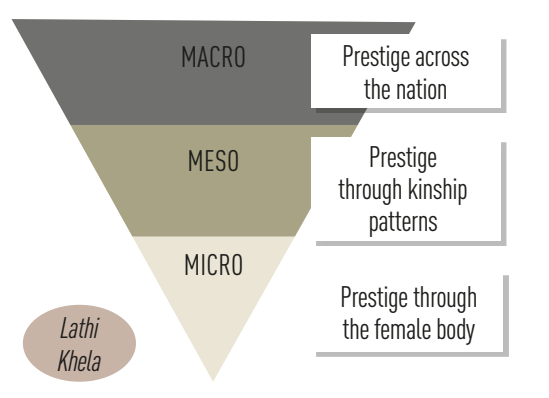 MACRO
Prestige across
the nation
MESO
Prestige
through kinship
patterns
MICRO
Prestige through
the female body
Lathi
Khela